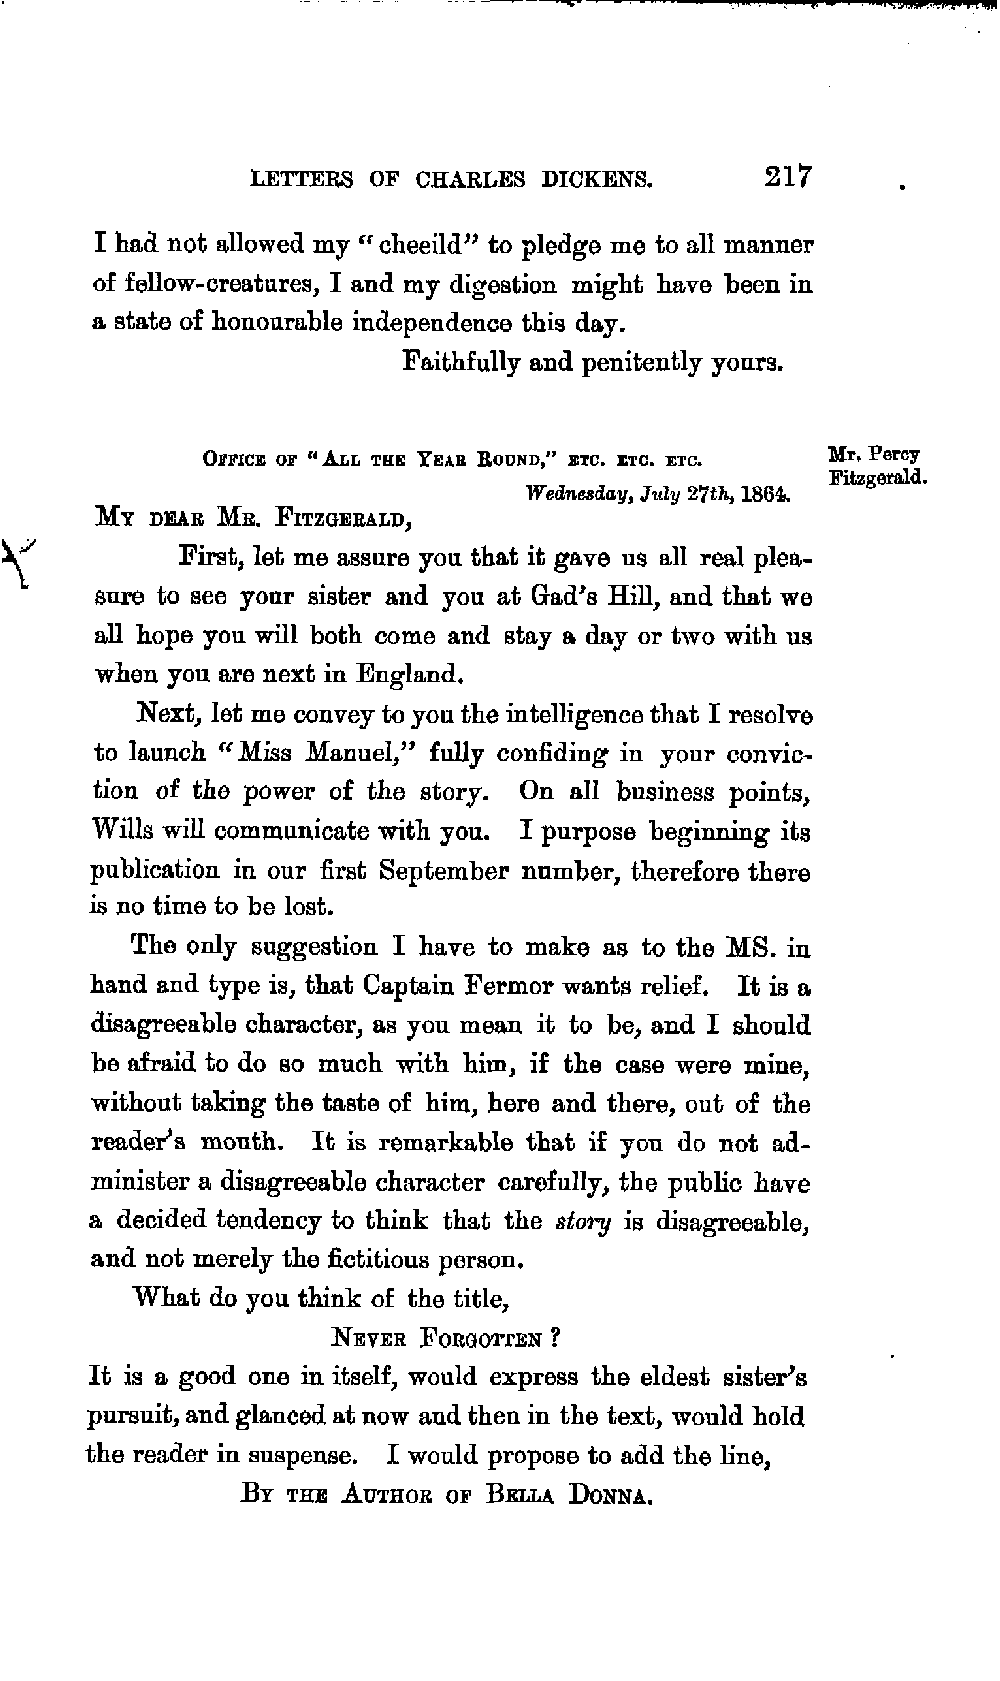 LETTERS OF CHARLES DICKENS. 217
I had not allowed my “cheeild” to pledge me to all manner
of fellow-creatures, I and my digestion might have been in
a state of honourable independence this day.
Faithfully and penitently yours.
OFFICE OF “ALL THE YEAR ROUND,” ETC. ETC. ETC.
Mr. Percy
Fitzgerald.
Wednesday, July 27th, 1864.
MY DEAR MR. FITZGERALD,
First, let me assure you that it gave us all real plea-
sure to see your sister and you at Gad’s Hill, and that we
all hope you will both come and stay a day or two with us
when you are next in England.
Next, let me convey to you the intelligence that I resolve
to launch “Miss Manuel,” fully confiding in your convic-
tion of the power of the story. On all business points,
Wills will communicate with you. I purpose beginning its
publication in our first September number, therefore there
is no time to be lost.
The only suggestion I have to make as to the MS. in
hand and type is, that Captain Fermor wants relief. It is a
disagreeable character, as you mean it to be, and I should
be afraid to do so much with him, if the case were mine,
without taking the taste of him, here and there, out of the
reader’s mouth. It is remarkable that if you do not ad-
minister a disagreeable character carefully, the public have
a decided tendency to think that the story is disagreeable,
and not merely the fictitious person.
What do you think of the title,
NEVER FORGOTTEN?
It is a good one in itself, would express the eldest sister’s
pursuit, and glanced at now and then in the text, would hold
the reader in suspense. I would propose to add the line,
BY THE AUTHOR OF BELLA DONNA.